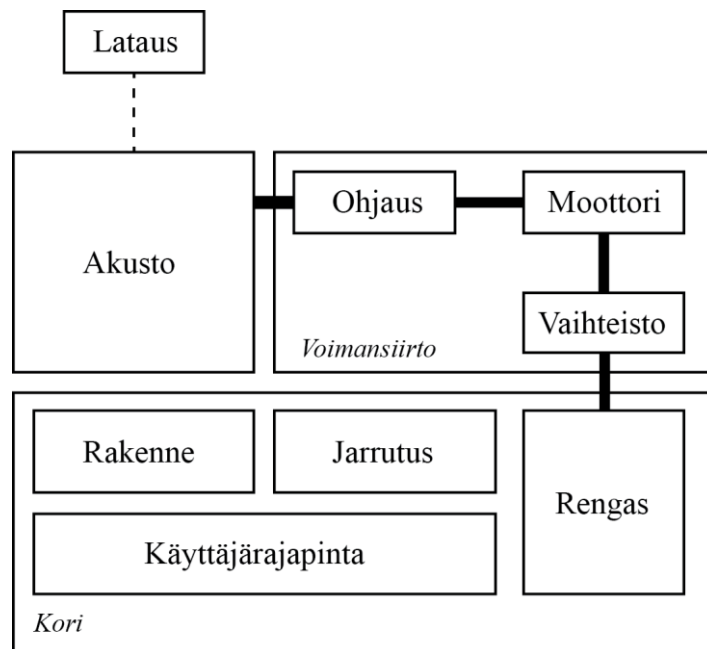 Lataus
Akusto
Ohjaus
Moottori
Vaihteisto
Voimansiirto
Rakenne
Jarrutus
Rengas
Käyttäjärajapinta
Kori